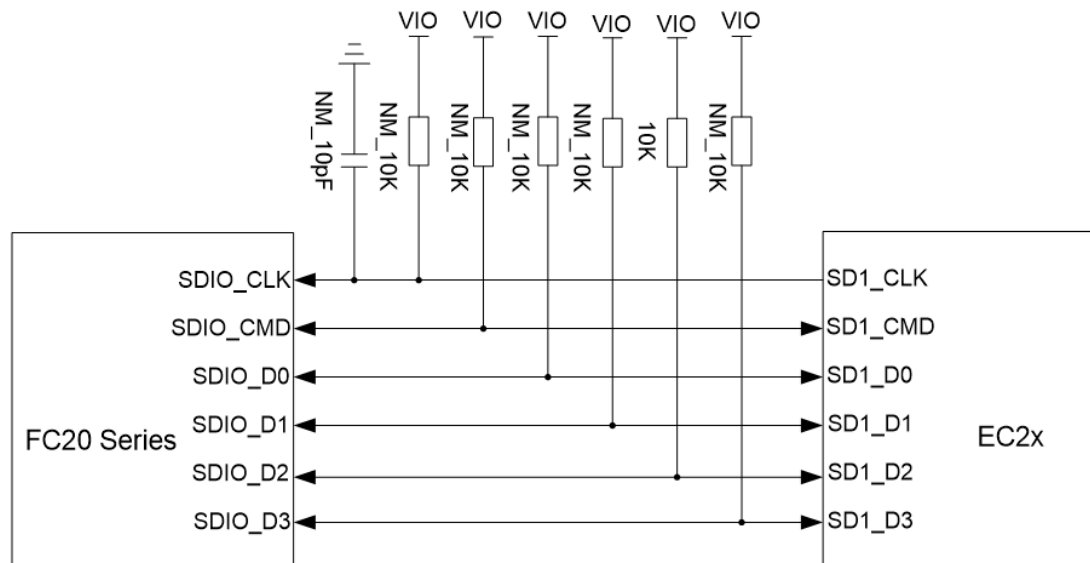 VIO VIO VIO VIO VIO VIO
NM_10pF NM_10K NM_10K NM_10K NM_10K 10K NM_10K
SDIO_CLK SD1_CLK
SDIO_CMD SD1_CMD
SDIO_D0 SD1_D0
SDIO_D1 SD1_D1
FC20 Series EC2x
SDIO_D2 SD1_D2
SDIO_D3 SD1_D3